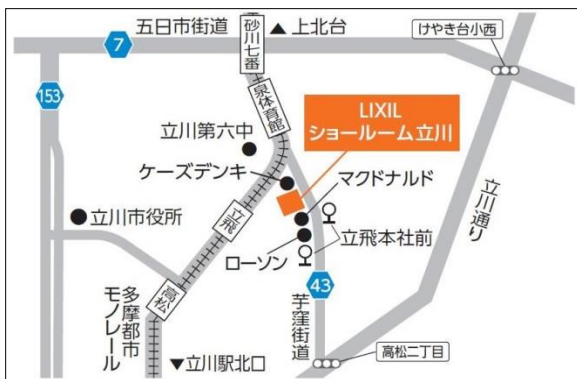 五日市街道
▲上北台
けやき台小西
7
砂川七番
153
泉体育館
LIXIL
ショールーム立川
立川第六中
ケーズデンキ
マクドナルド
立川通り
立川市役所
立飛
立飛本社前
ローソン
高松
43
多摩都市
モノレール
芋窪街道
▼立川駅北口
高松二丁目